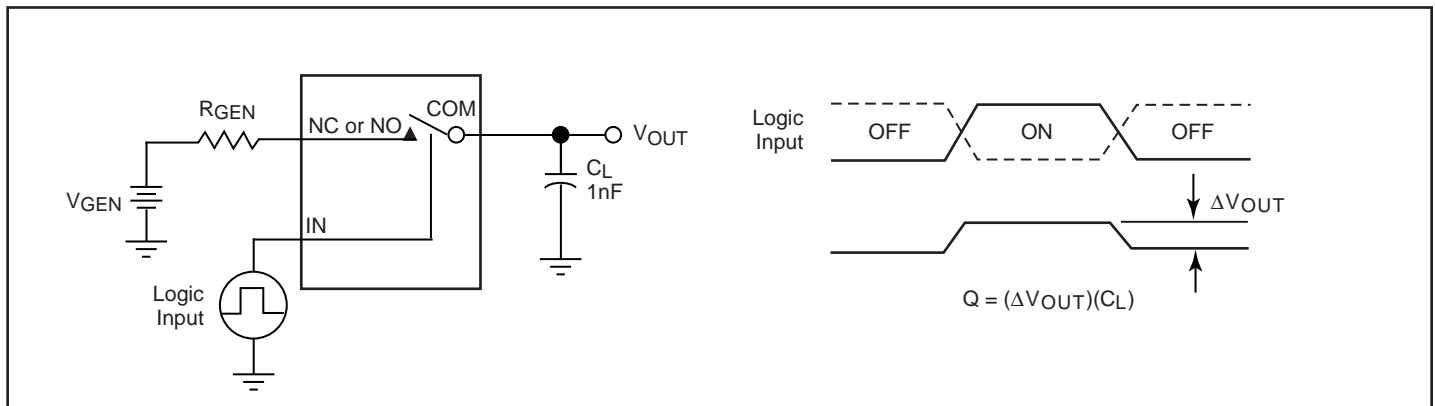 RGEN
NC or NO
COM
VOUT
CL
1nF
VGEN
IN
Logic
Input
Logic
Input
OFF
ON
OFF
ΔVOUT
Q = (ΔVOUT)(CL)